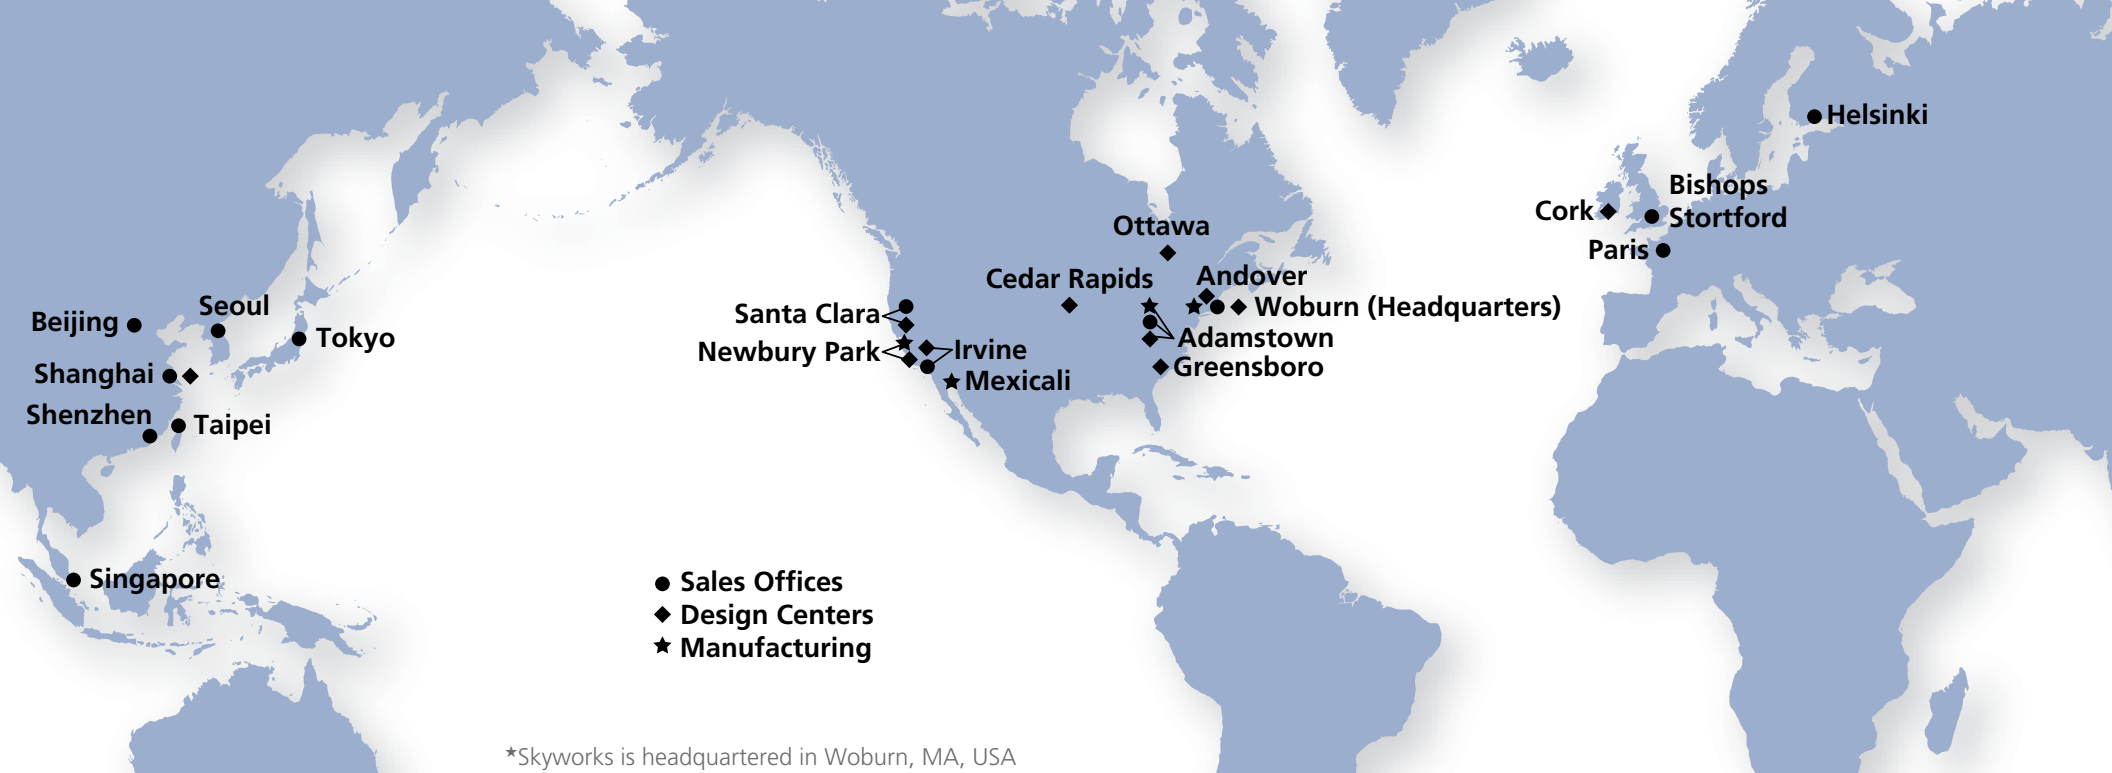 Helsinki
Bishops
Stortford
Cork
Paris
Ottawa
Cedar Rapids
Andover
Woburn (Headquarters)
Santa Clara
Adamstown
Newbury Park
Irvine
Greensboro
Mexicali
Beijing
Seoul
Tokyo
Shanghai
Shenzhen
Taipei
Singapore
● Sales Offices
◆ Design Centers
★ Manufacturing
★Skyworks is headquartered in Woburn, MA, USA